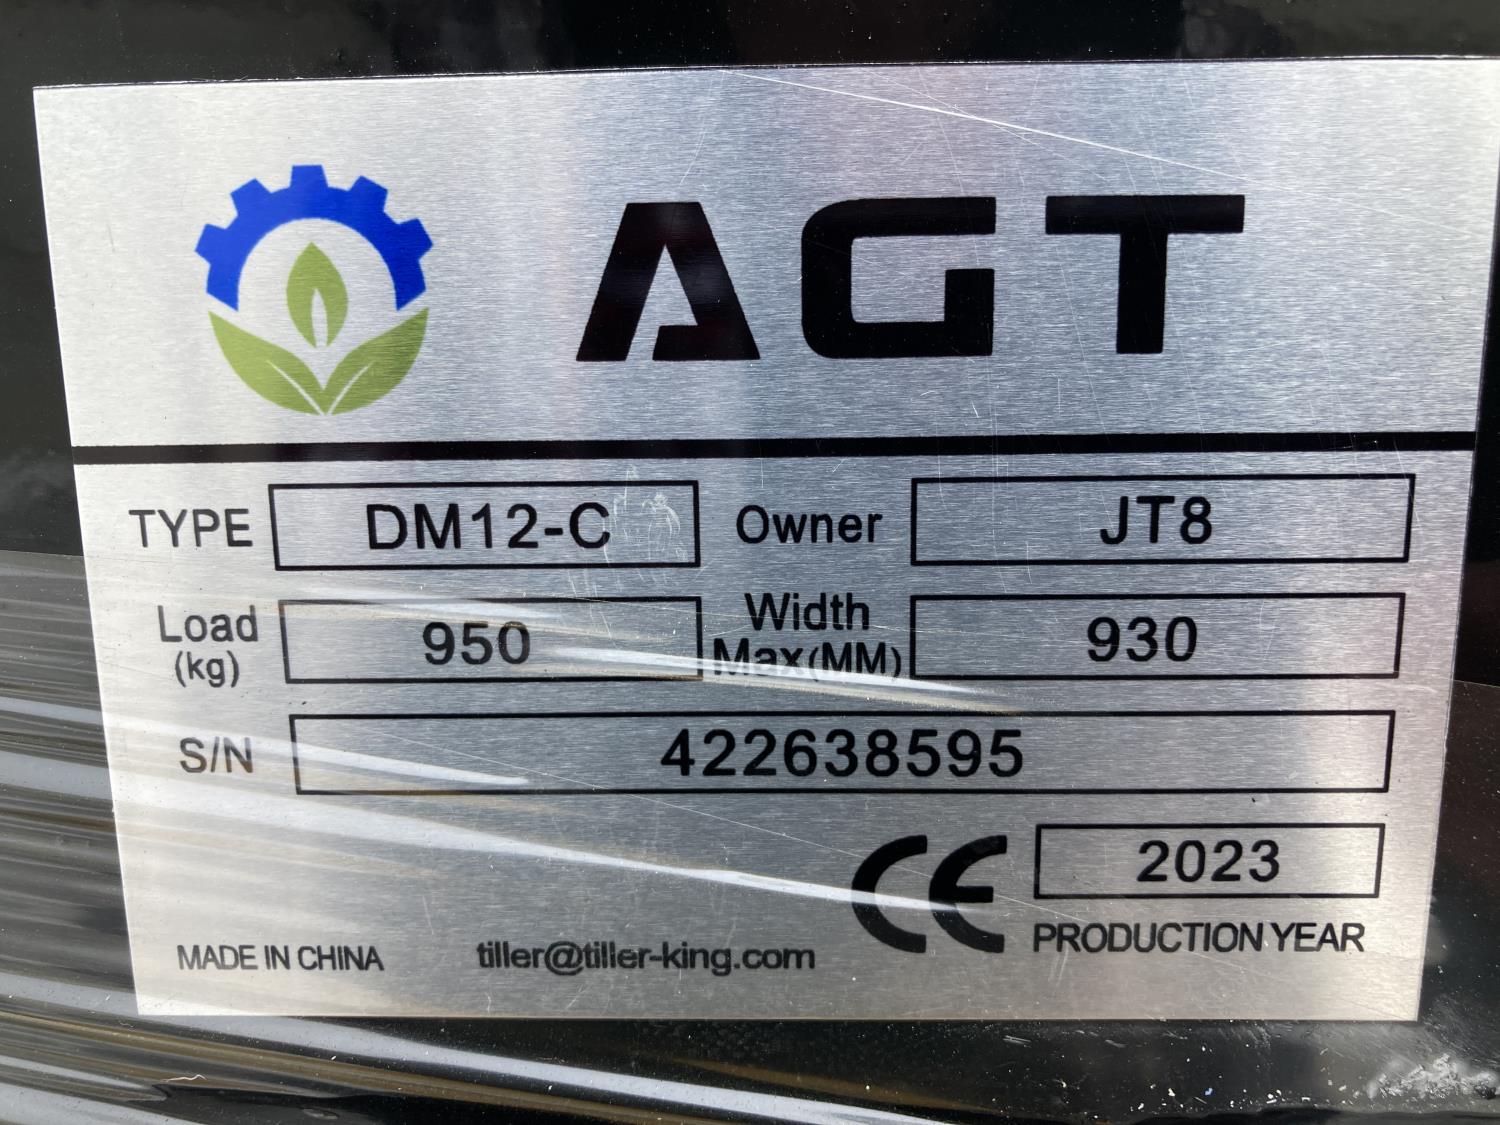 AGT
TYPE DM12-C Owner JT8
Load (kg) 950 Width Max(MM) 930
S/N 422638595
CE 2023
PRODUCTION YEAR
MADE IN CHINA tiller@tiller-king.com